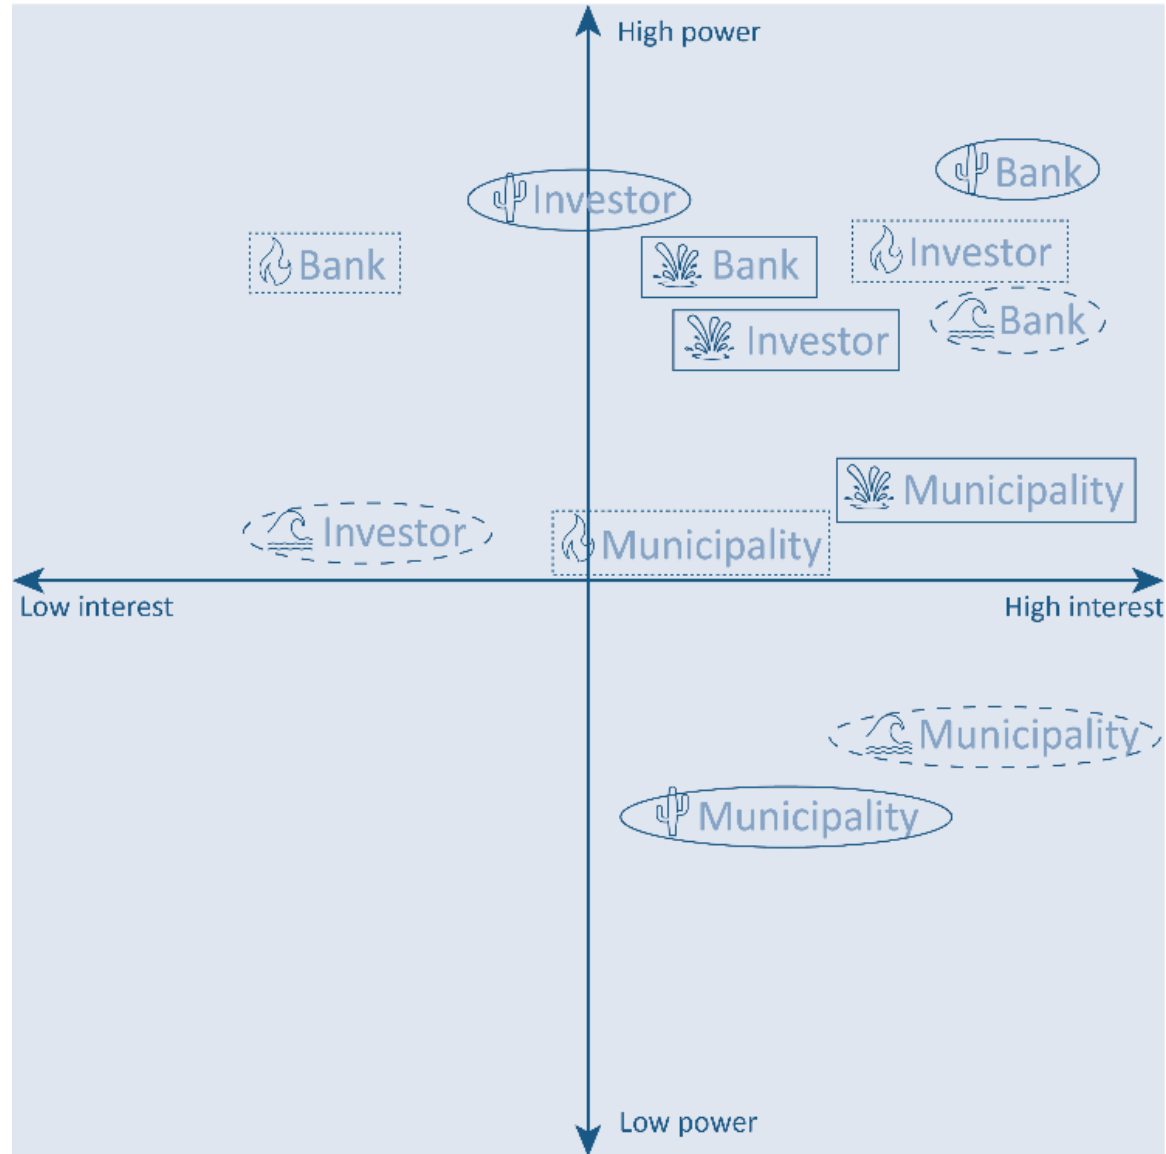 High power
Bank
Investor
Investor
Bank
Bank
Bank
Investor
Municipality
Investor
Municipality
Low interest
High interest
Municipality
Municipality
Low power